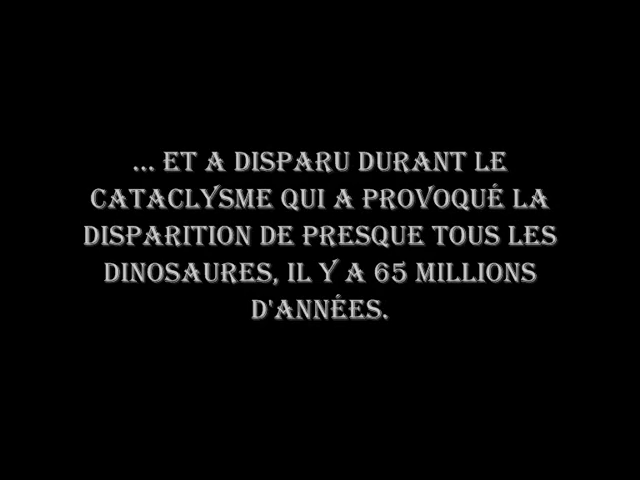 ... ET A DISPARU DURANT LE
CATACLYSME QUI A PROVOQUÉ LA
DISPARITION DE PRESQUE TOUS LES
DINOSAURES, IL Y A 65 MILLIONS
D'ANNÉES.